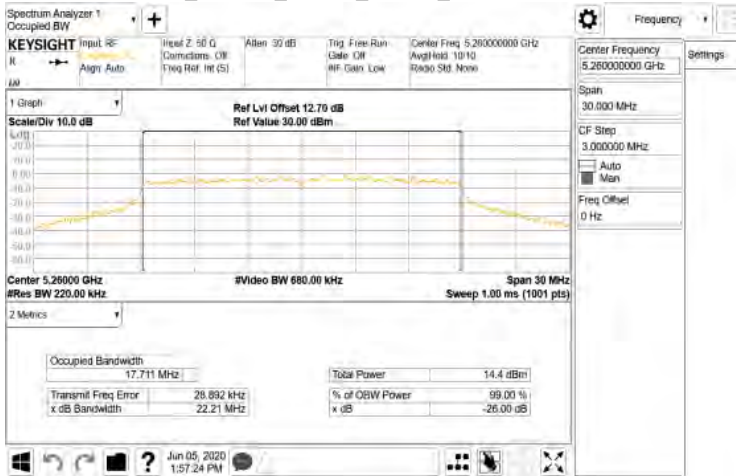 Spectrum Analyzer 1
Occupied BW
Frequency
KEYSIGHT
Input: RF
Align: Auto
Input Z: 50 Ω
Corrections: Off
Freq Ref: Int (S)
Atten: 30 dB
Trig: Free Run
Gate: Off
#IF Gain: Low
Center Freq: 5.260000000 GHz
Avg|Hold: 10/10
Radio Std: None
Center Frequency
5.260000000 GHz
Settings
Span
30.000 MHz
CF Step
3.000000 MHz
Auto
Man
Freq Offset
0 Hz
1 Graph
Scale/Div 10.0 dB
Ref Lvl Offset 12.70 dB
Ref Value 30.00 dBm
Center 5.26000 GHz
#Res BW 220.00 kHz
#Video BW 680.00 kHz
Span 30 MHz
Sweep 1.00 ms (1001 pts)
2 Metrics
Occupied Bandwidth
17.711 MHz
Total Power 14.4 dBm
Transmit Freq Error 28.892 kHz
% of OBW Power 99.00 %
x dB Bandwidth 22.21 MHz
x dB -26.00 dB
?
Jun 05, 2020
1:57:24 PM